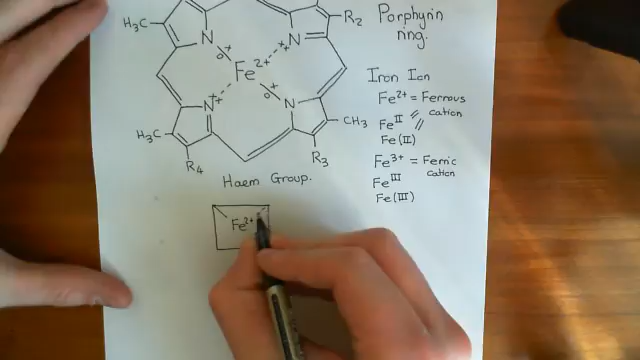 H₃C
N
N
R₂
Fe²⁺
N
N
H₃C
CH₃
R₄
R₃
Haem Group.
Porphyrin
ring.
Iron Ion
Fe²⁺ = Ferrous
cation
Feᴵᴵ
Fe(II)
Fe³⁺ = Ferric
cation
Feᴵᴵᴵ
Fe(III)
Fe²⁺